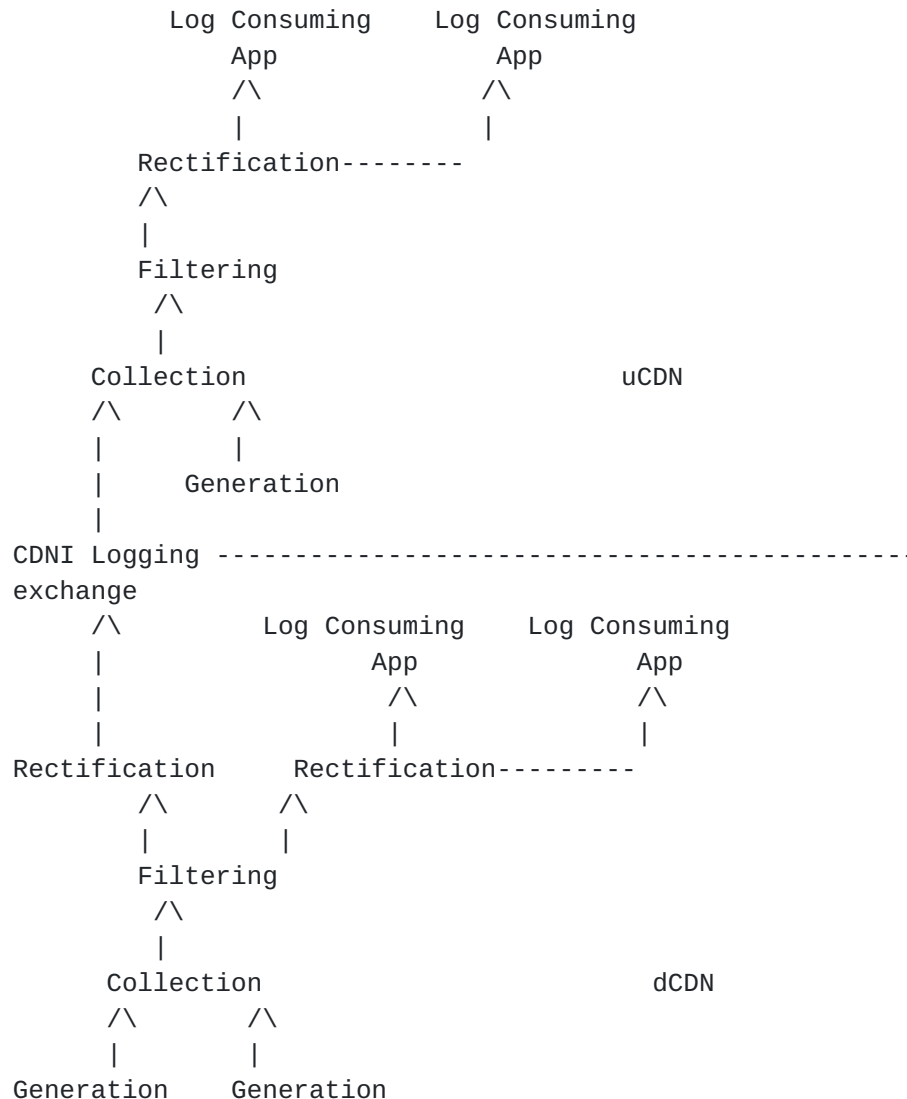 Log Consuming    Log Consuming
App              App
/\               /\
|                |
Rectification--------
/\
|
Filtering
/\
|
Collection                        uCDN
/\       /\
|        |
|     Generation
|
CDNI Logging ---------------------------------------------
exchange
/\         Log Consuming    Log Consuming
|                 App              App
|                  /\               /\
|                  |                |
Rectification     Rectification---------
/\       /\
|        |
Filtering
/\
|
Collection                         dCDN
/\        /\
|        |
Generation    Generation